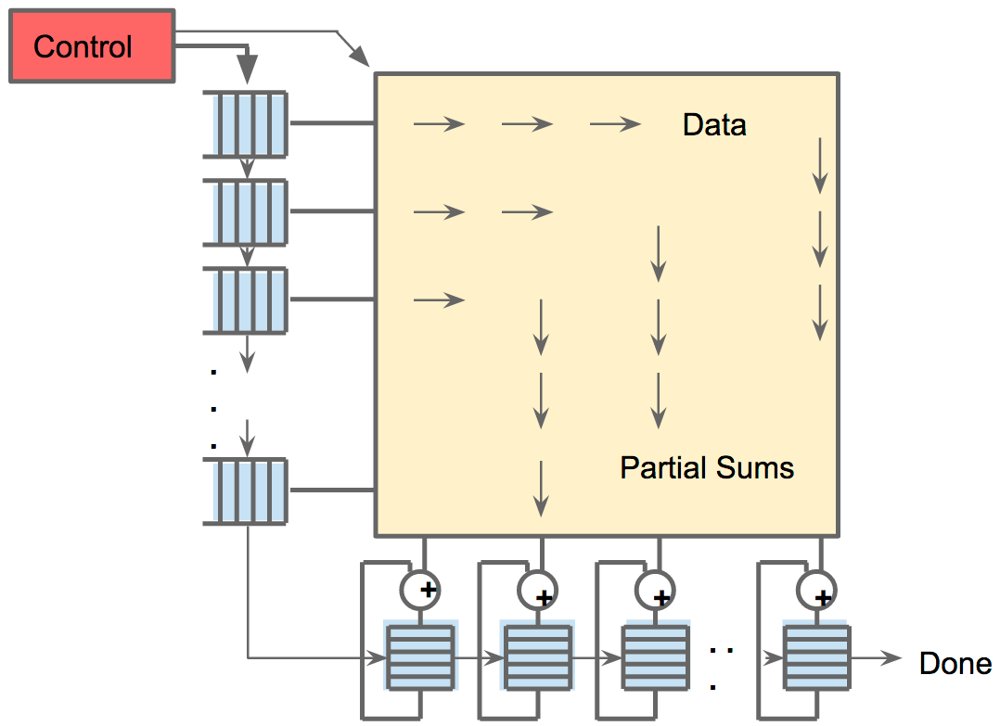 Control
Data
Partial Sums
+
+
+
+
Done